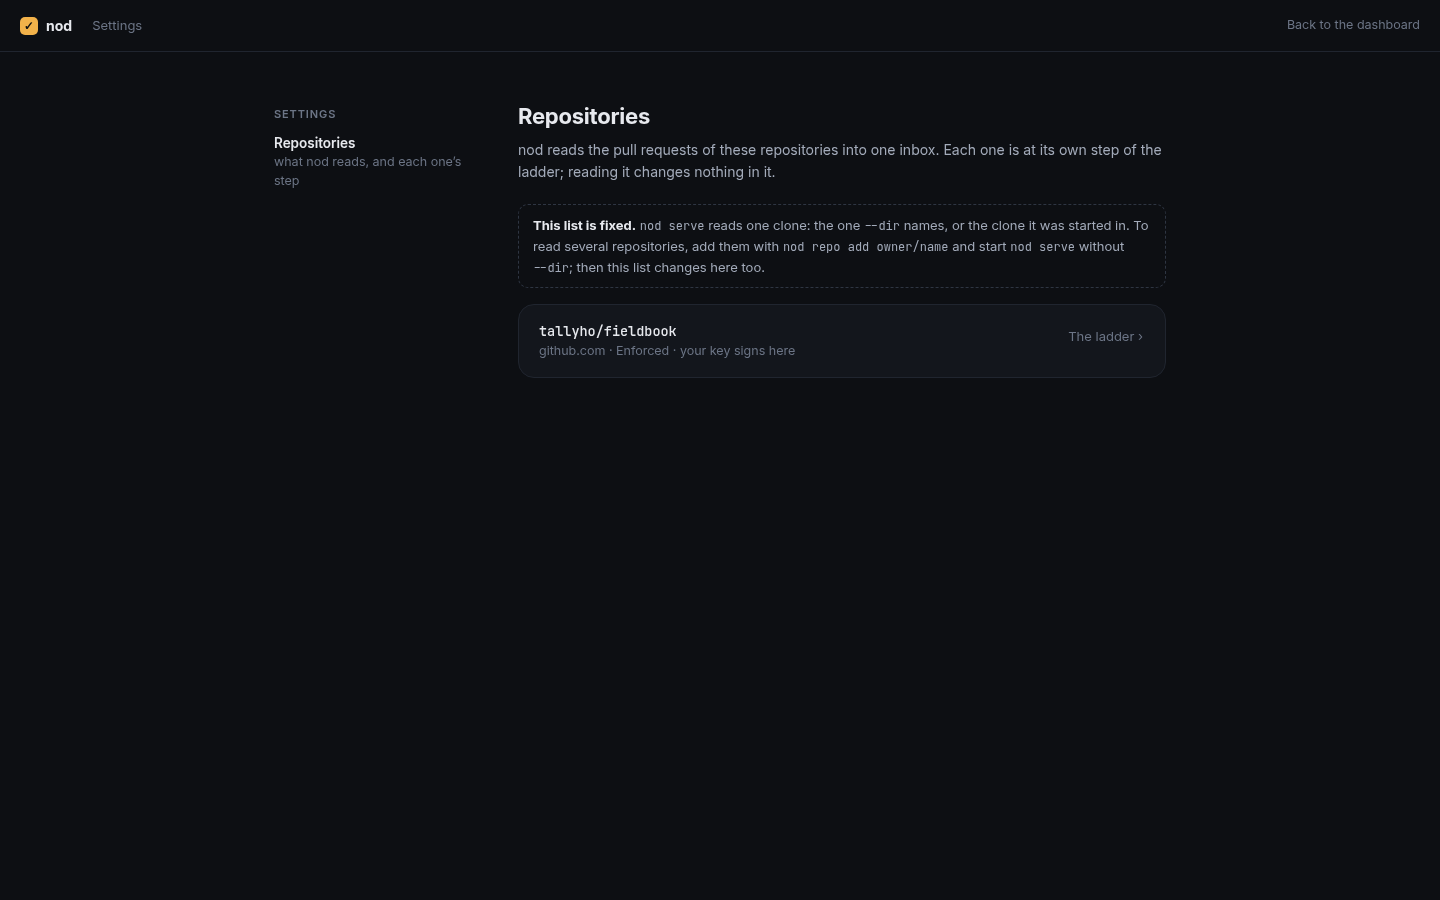 ✓ nod Settings Back to the dashboard
SETTINGS
Repositories
what nod reads, and each one’s
step
Repositories
nod reads the pull requests of these repositories into one inbox. Each one is at its own step of the
ladder; reading it changes nothing in it.
This list is fixed. nod serve reads one clone: the one --dir names, or the clone it was started in. To
read several repositories, add them with nod repo add owner/name and start nod serve without
--dir; then this list changes here too.
tallyho/fieldbook
github.com · Enforced · your key signs here
The ladder ›